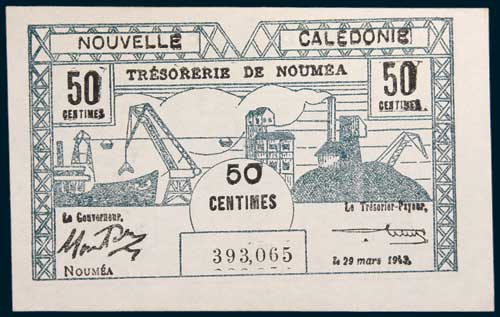 NOUVELLE CALÉDONIE
50 CENTIMES
TRÉSORERIE DE NOUMÉA
50 CENTIMES
50
CENTIMES
Le Gouverneur,
Le Trésorier-Payeur,
393,065
NOUMÉA
le 29 mars 1943.